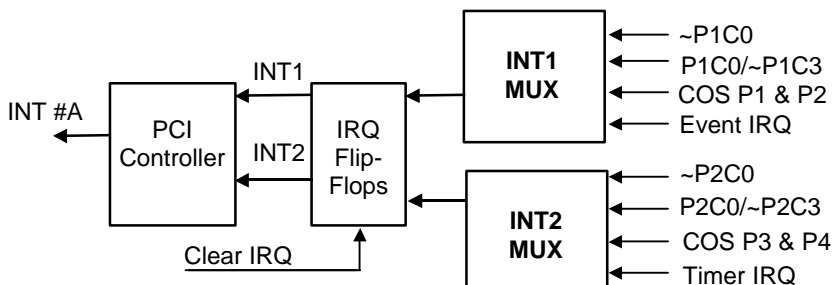 INT #A
PCI
Controller
INT1
INT2
IRQ
Flip-
Flops
Clear IRQ
INT1
MUX
~P1C0
P1C0/~P1C3
COS P1 & P2
Event IRQ
INT2
MUX
~P2C0
P2C0/~P2C3
COS P3 & P4
Timer IRQ